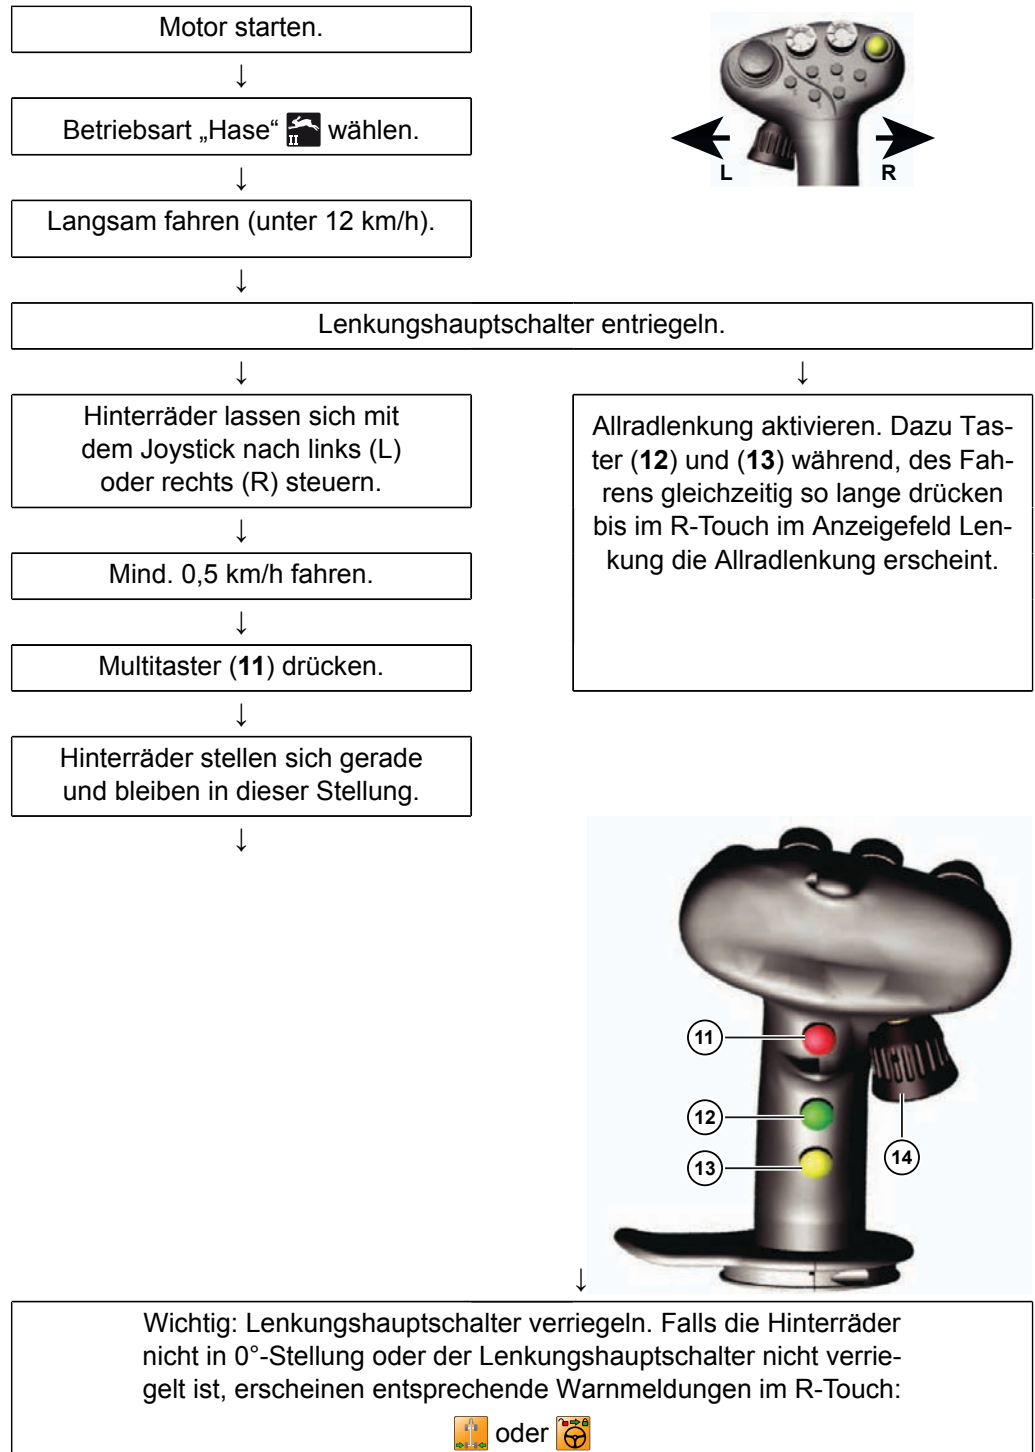 Motor starten.
↓
Betriebsart „Hase“ II wählen.
↓
Langsam fahren (unter 12 km/h).
↓
L R
Lenkungshauptschalter entriegeln.
↓
Hinterräder lassen sich mit
dem Joystick nach links (L)
oder rechts (R) steuern.
↓
Mind. 0,5 km/h fahren.
↓
Multitaster (11) drücken.
↓
Hinterräder stellen sich gerade
und bleiben in dieser Stellung.
↓
↓
Allradlenkung aktivieren. Dazu Tas-
ter (12) und (13) während, des Fah-
rens gleichzeitig so lange drücken
bis im R-Touch im Anzeigefeld Len-
kung die Allradlenkung erscheint.
11
12
13
14
↓
Wichtig: Lenkungshauptschalter verriegeln. Falls die Hinterräder
nicht in 0°-Stellung oder der Lenkungshauptschalter nicht verrie-
gelt ist, erscheinen entsprechende Warnmeldungen im R-Touch:
oder